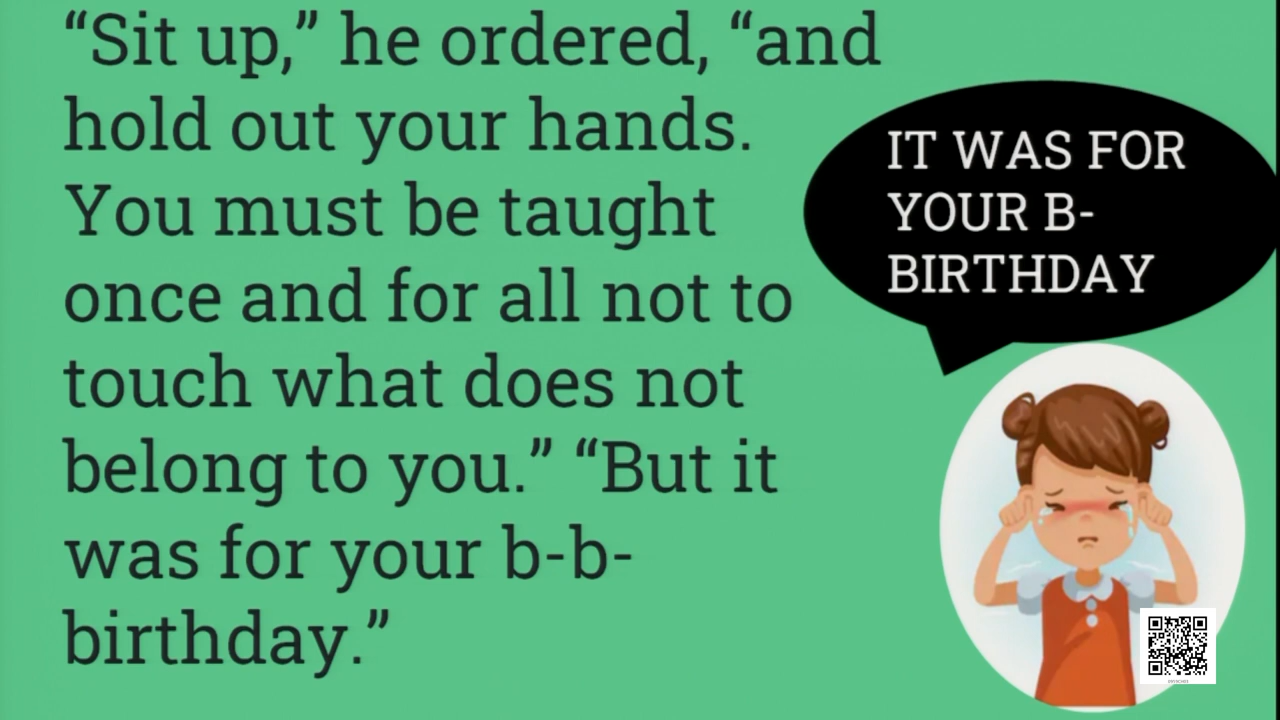 “Sit up,” he ordered, “and
hold out your hands.
You must be taught
once and for all not to
touch what does not
belong to you.” “But it
was for your b-b-
birthday.”
IT WAS FOR
YOUR B-
BIRTHDAY